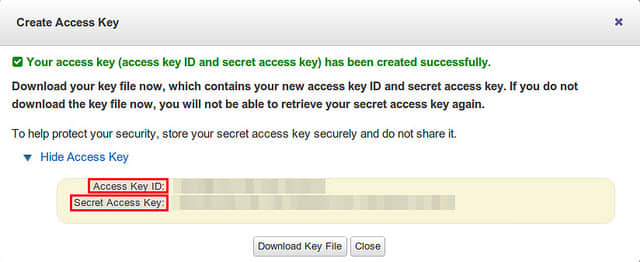 Create Access Key
Your access key (access key ID and secret access key) has been created successfully.
Download your key file now, which contains your new access key ID and secret access key. If you do not
download the key file now, you will not be able to retrieve your secret access key again.
To help protect your security, store your secret access key securely and do not share it.
Hide Access Key
Access Key ID:
Secret Access Key:
Download Key File Close